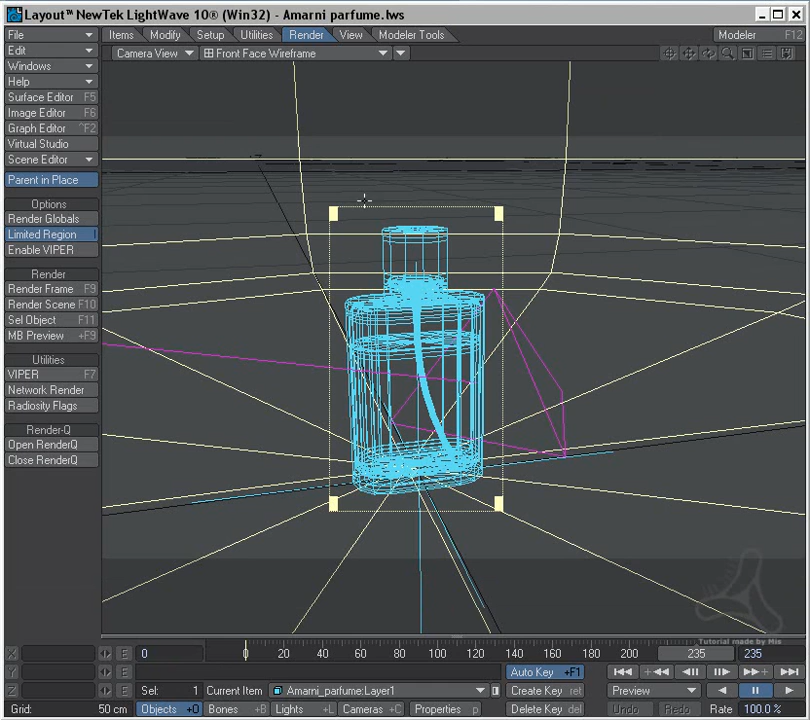 Layout™ NewTek LightWave 10® (Win32) - Amarni parfume.lws
File
Items
Modify
Setup
Utilities
Render
View
Modeler Tools
Modeler F12
Edit
Camera View
Front Face Wireframe
Windows
Help
Surface Editor F5
Image Editor F6
Graph Editor ^F2
Virtual Studio
Scene Editor
Parent in Place
Options
Render Globals
Limited Region l
Enable VIPER
Render
Render Frame F9
Render Scene F10
Sel Object F11
MB Preview +F9
Utilities
VIPER F7
Network Render
Radiosity Flags
Render-Q
Open RenderQ
Close RenderQ
Tutorial made by Mis
X E 0
0 20 40 60 80 100 120 140 160 180 200 235 235
Y E
Auto Key +F1
Z E
Sel: 1
Current Item
Amarni_parfume:Layer1
Create Key ret
Preview
Grid: 50 cm
Objects +O
Bones +B
Lights +L
Cameras +C
Properties p
Delete Key del
Undo
Redo
Rate 100.0 %